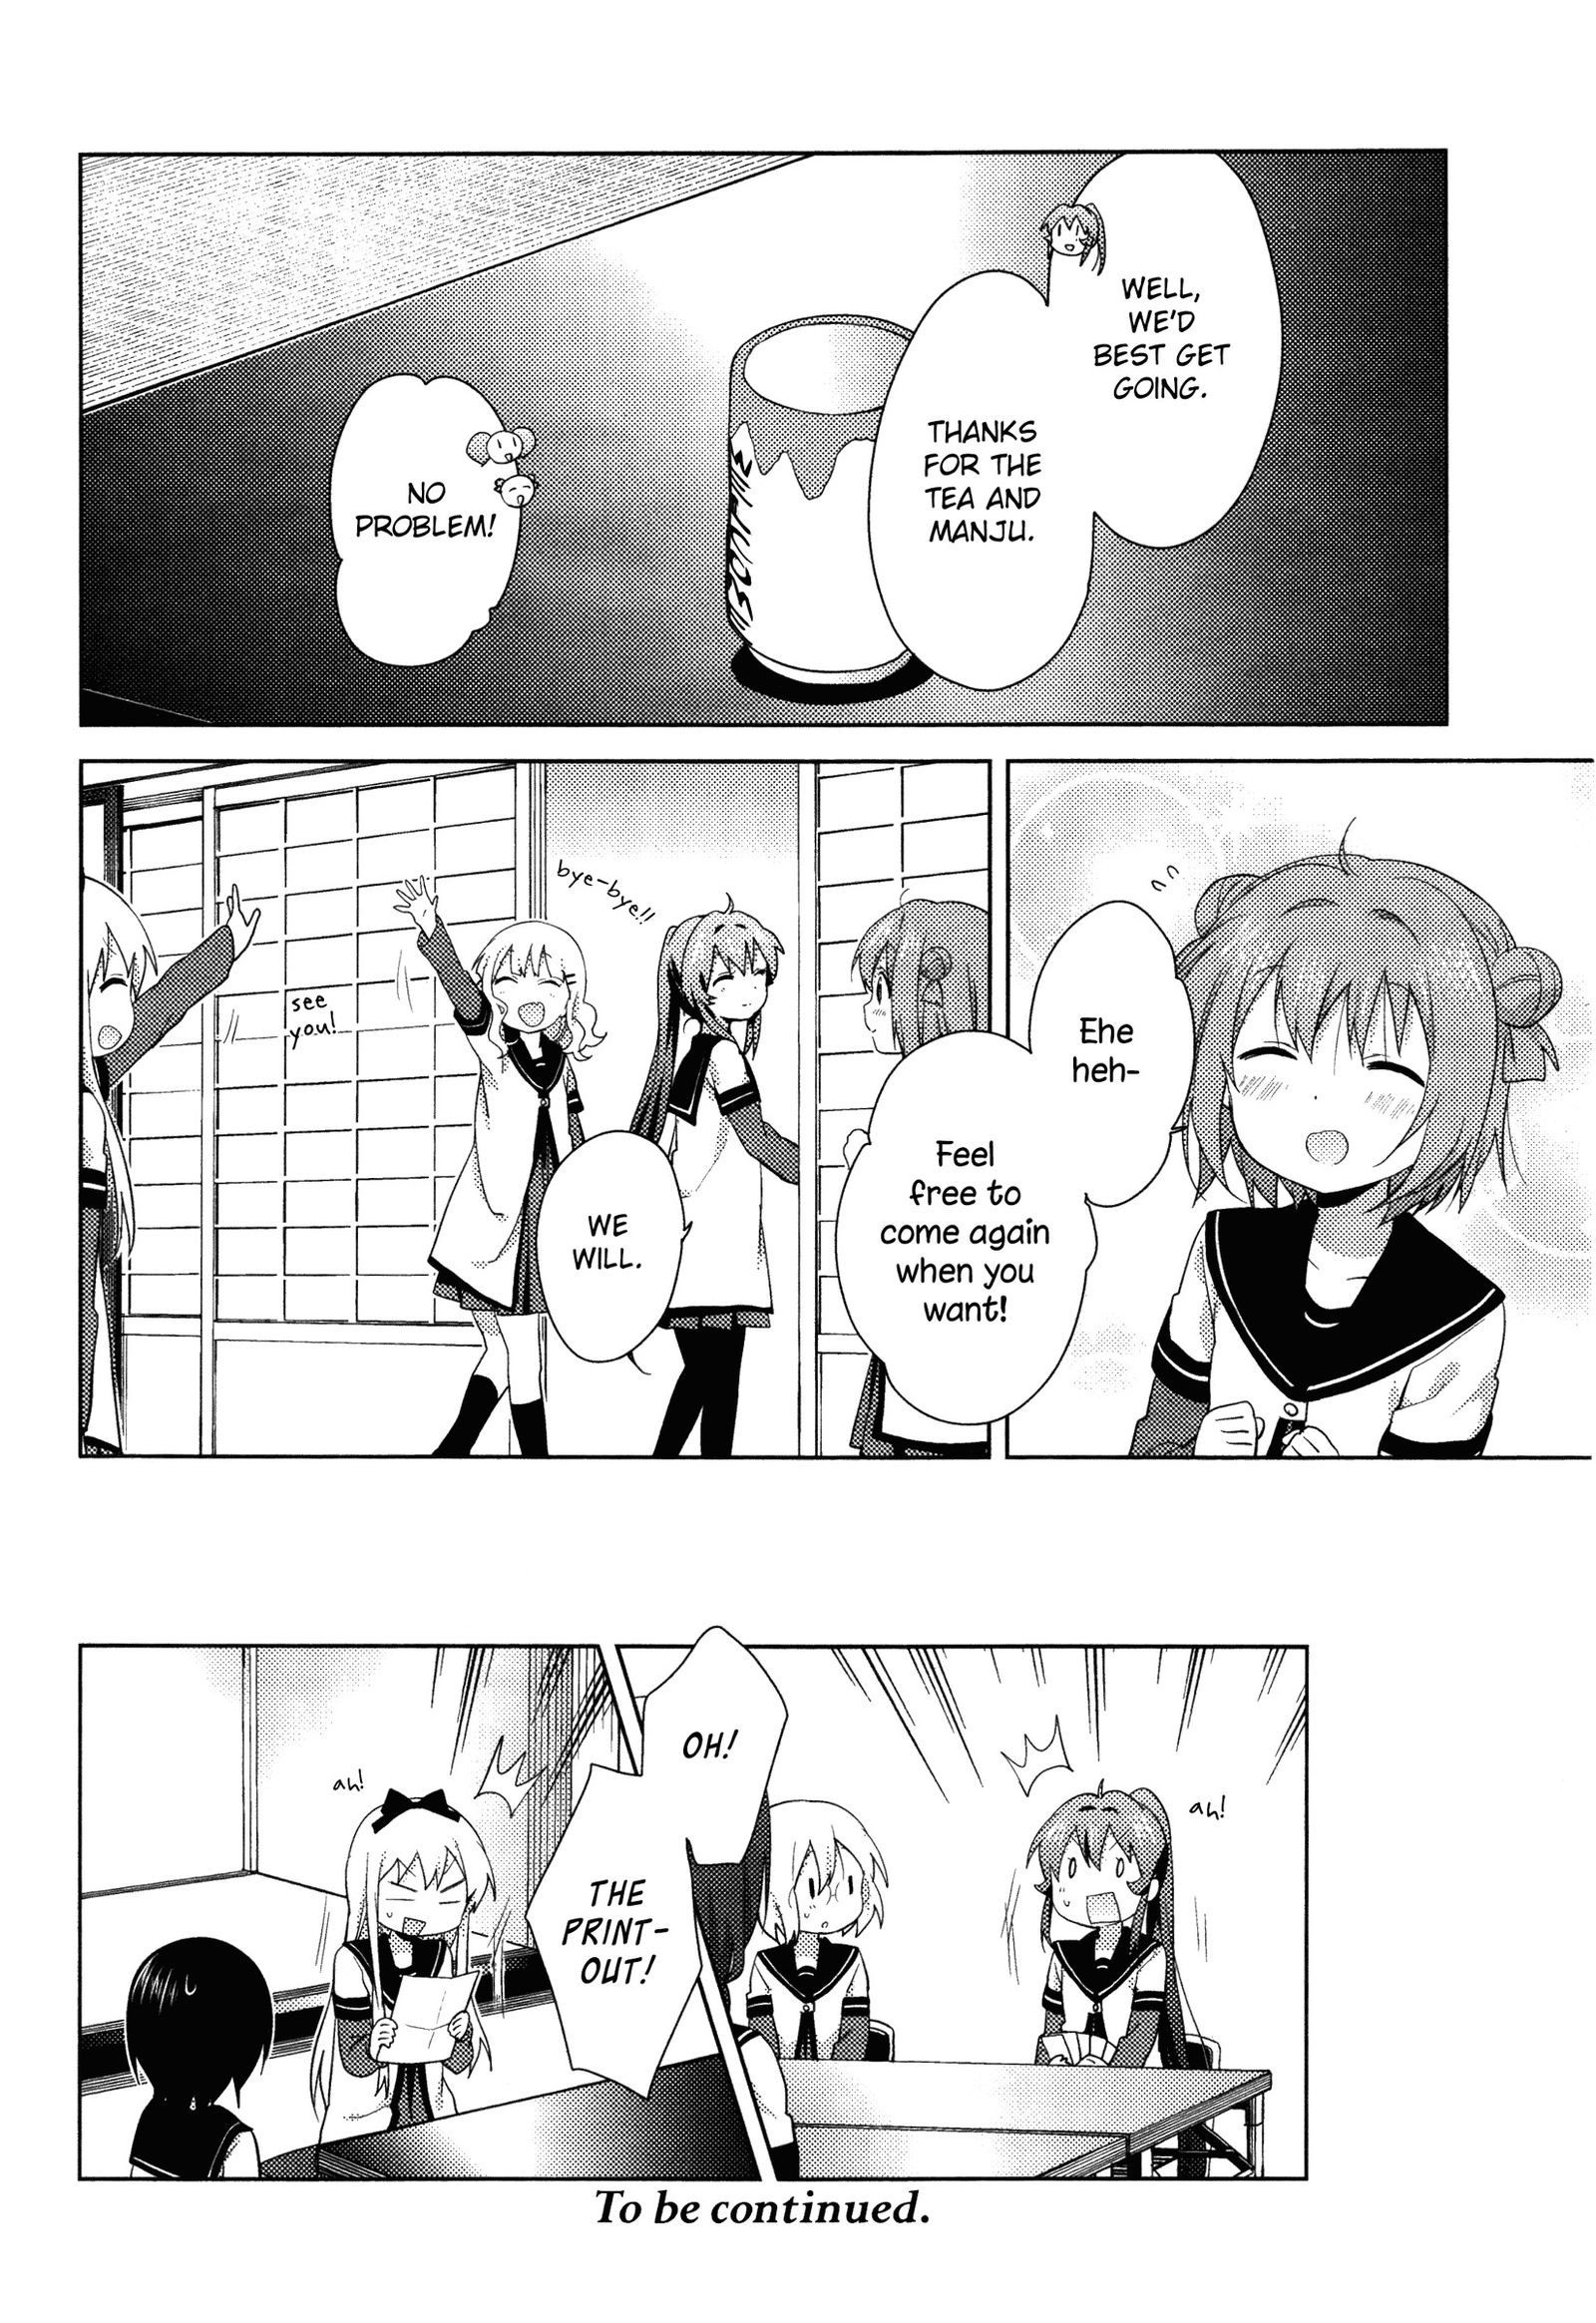 WELL,
WE'D
BEST GET
GOING.
THANKS
FOR THE
TEA AND
MANJU.
NO
PROBLEM!
Ehe
heh-
Feel
free to
come again
when you
want!
bye-bye!!
WE
WILL.
see
you!
ah!
OH!
THE
PRINT-
OUT!
ah!
To be continued.